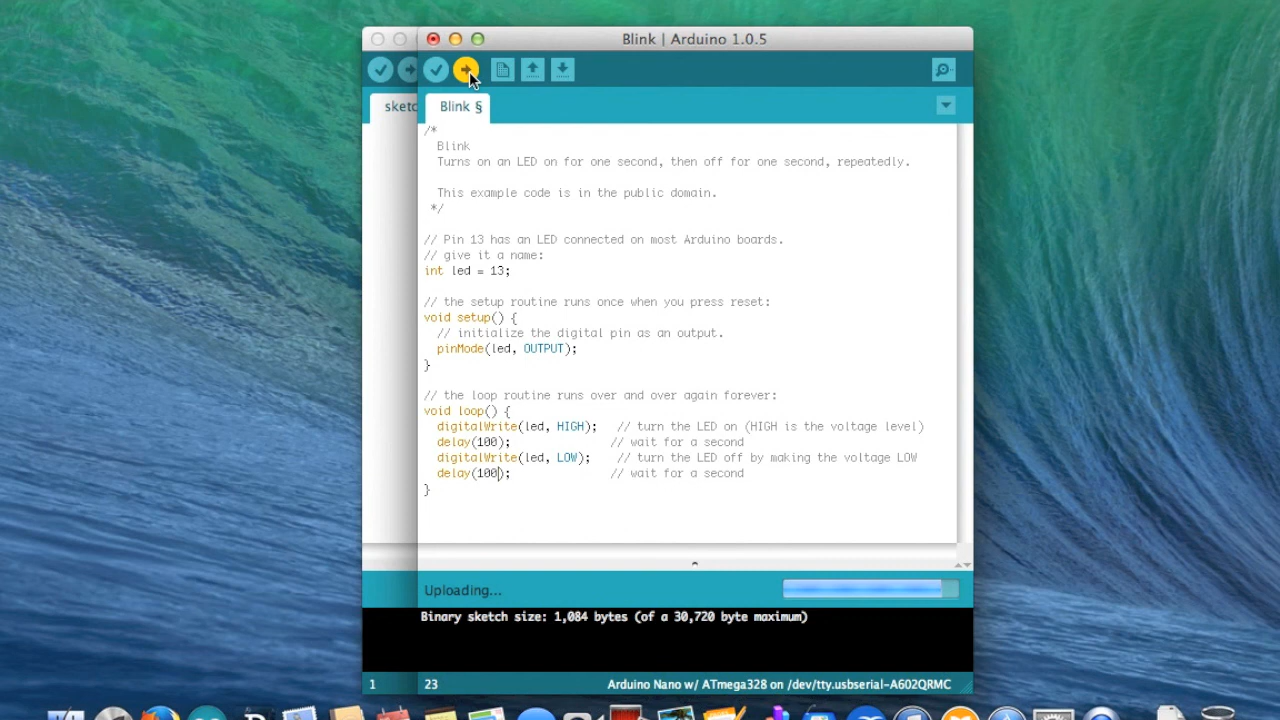 Blink | Arduino 1.0.5
sketc
Blink §
/*
  Blink
  Turns on an LED on for one second, then off for one second, repeatedly.
  This example code is in the public domain.
 */
// Pin 13 has an LED connected on most Arduino boards.
// give it a name:
int led = 13;
// the setup routine runs once when you press reset:
void setup() {
  // initialize the digital pin as an output.
  pinMode(led, OUTPUT);
}
// the loop routine runs over and over again forever:
void loop() {
  digitalWrite(led, HIGH);   // turn the LED on (HIGH is the voltage level)
  delay(100);               // wait for a second
  digitalWrite(led, LOW);    // turn the LED off by making the voltage LOW
  delay(100);               // wait for a second
}
Uploading...
Binary sketch size: 1,084 bytes (of a 30,720 byte maximum)
1
23
Arduino Nano w/ ATmega328 on /dev/tty.usbserial-A602QRMC